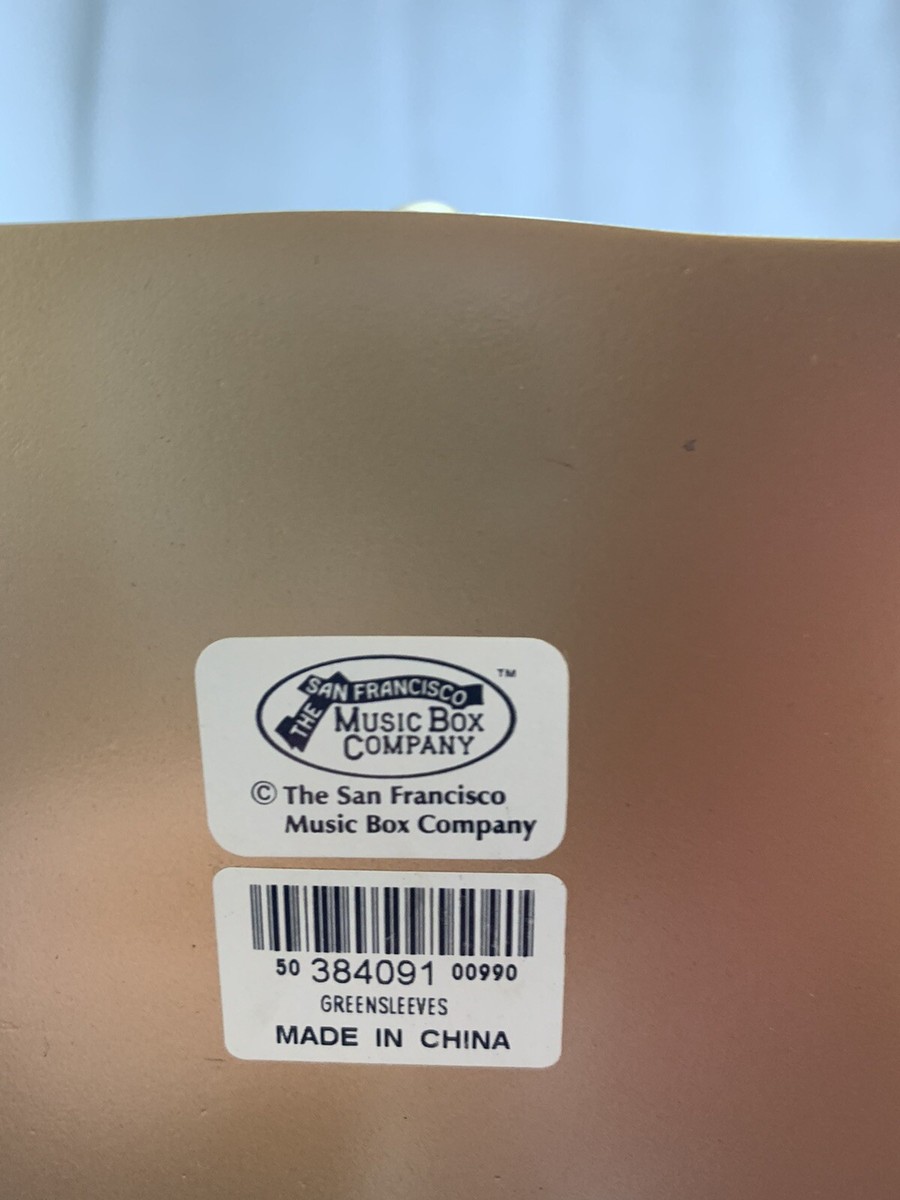 THE SAN FRANCISCO
MUSIC BOX
COMPANY
TM
© The San Francisco
Music Box Company
50 384091 00990
GREENSLEEVES
MADE IN CHINA